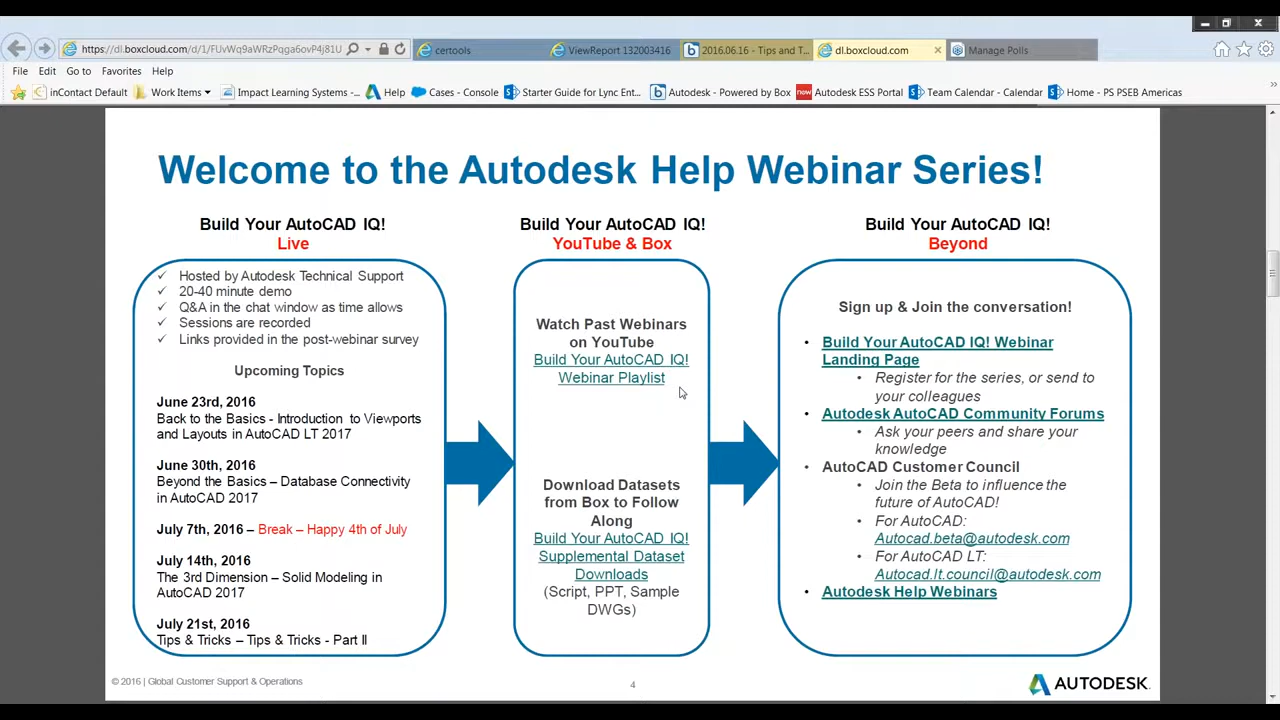 https://dl.boxcloud.com/d/1/FUvWq9aWRzPqga6ovP4j81U
certools
ViewReport 132003416
2016.06.16 - Tips and T...
dl.boxcloud.com
Manage Polls
File Edit Go to Favorites Help
inContact Default
Work Items
Impact Learning Systems -...
Help
Cases - Console
Starter Guide for Lync Ent...
Autodesk - Powered by Box
now
Autodesk ESS Portal
Team Calendar - Calendar
Home - PS PSEB Americas
Welcome to the Autodesk Help Webinar Series!
Build Your AutoCAD IQ!
Live
✓ Hosted by Autodesk Technical Support
✓ 20-40 minute demo
✓ Q&A in the chat window as time allows
✓ Sessions are recorded
✓ Links provided in the post-webinar survey
Upcoming Topics
June 23rd, 2016
Back to the Basics - Introduction to Viewports
and Layouts in AutoCAD LT 2017
June 30th, 2016
Beyond the Basics – Database Connectivity
in AutoCAD 2017
July 7th, 2016 – Break – Happy 4th of July
July 14th, 2016
The 3rd Dimension – Solid Modeling in
AutoCAD 2017
July 21st, 2016
Tips & Tricks – Tips & Tricks - Part II
Build Your AutoCAD IQ!
YouTube & Box
Watch Past Webinars
on YouTube
Build Your AutoCAD IQ!
Webinar Playlist
Download Datasets
from Box to Follow
Along
Build Your AutoCAD IQ!
Supplemental Dataset
Downloads
(Script, PPT, Sample
DWGs)
Build Your AutoCAD IQ!
Beyond
Sign up & Join the conversation!
• Build Your AutoCAD IQ! Webinar
Landing Page
• Register for the series, or send to
your colleagues
• Autodesk AutoCAD Community Forums
• Ask your peers and share your
knowledge
• AutoCAD Customer Council
• Join the Beta to influence the
future of AutoCAD!
• For AutoCAD:
Autocad.beta@autodesk.com
• For AutoCAD LT:
Autocad.lt.council@autodesk.com
• Autodesk Help Webinars
© 2016 | Global Customer Support & Operations
4
AUTODESK.